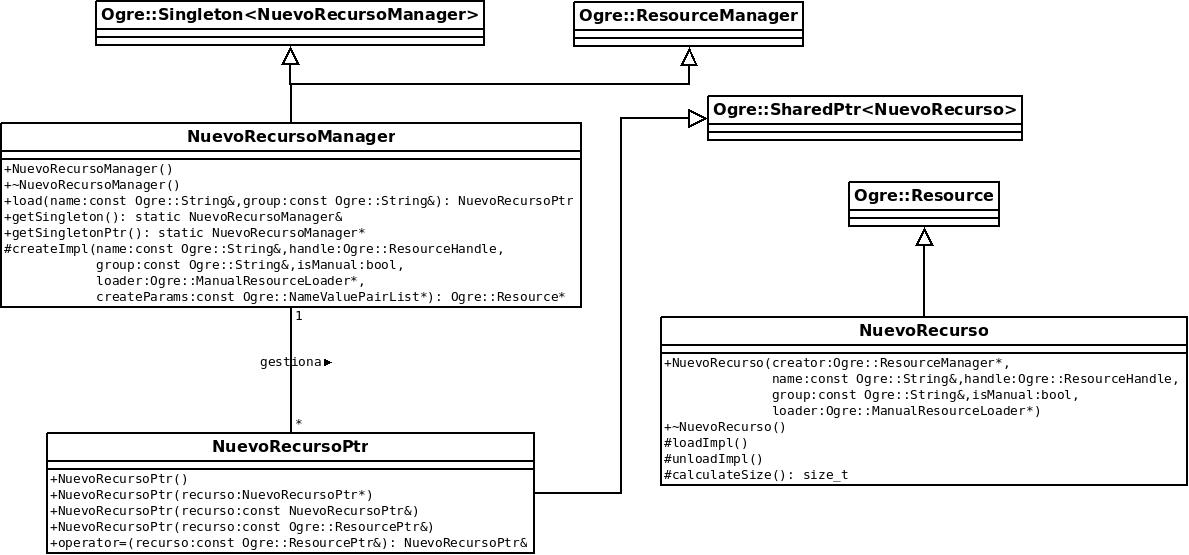 Ogre::Singleton<NuevoRecursoManager>
Ogre::ResourceManager
Ogre::SharedPtr<NuevoRecurso>
NuevoRecursoManager
+NuevoRecursoManager()
+~NuevoRecursoManager()
+load(name:const Ogre::String&,group:const Ogre::String&): NuevoRecursoPtr
+getSingleton(): static NuevoRecursoManager&
+getSingletonPtr(): static NuevoRecursoManager*
#createImpl(name:const Ogre::String&,handle:Ogre::ResourceHandle,
group:const Ogre::String&,isManual:bool,
loader:Ogre::ManualResourceLoader*,
createParams:const Ogre::NameValuePairList*): Ogre::Resource*
1
gestiona
*
NuevoRecursoPtr
+NuevoRecursoPtr()
+NuevoRecursoPtr(recurso:NuevoRecursoPtr*)
+NuevoRecursoPtr(recurso:const NuevoRecursoPtr&)
+NuevoRecursoPtr(recurso:const Ogre::ResourcePtr&)
+operator=(recurso:const Ogre::ResourcePtr&): NuevoRecursoPtr&
Ogre::Resource
NuevoRecurso
+NuevoRecurso(creator:Ogre::ResourceManager*,
name:const Ogre::String&,handle:Ogre::ResourceHandle,
group:const Ogre::String&,isManual:bool,
loader:Ogre::ManualResourceLoader*)
+~NuevoRecurso()
#loadImpl()
#unloadImpl()
#calculateSize(): size_t